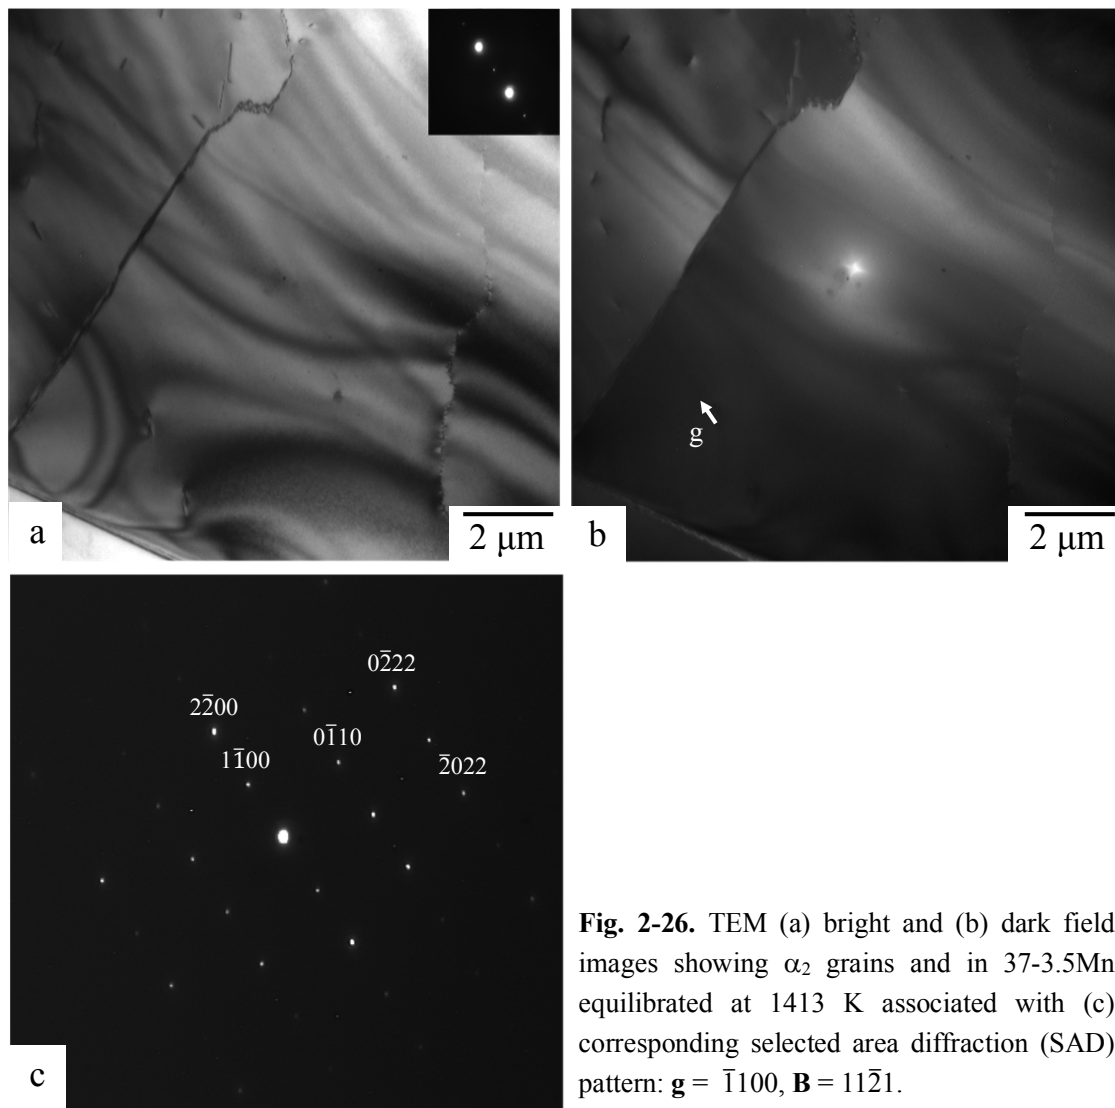 a
2 μm
b
g
2 μm
c
02̄22
22̄00
01̄10
11̄00
2̄022
Fig. 2-26. TEM (a) bright and (b) dark field
images showing α₂ grains and in 37-3.5Mn
equilibrated at 1413 K associated with (c)
corresponding selected area diffraction (SAD)
pattern: g = 1̄100, B = 112̄1.